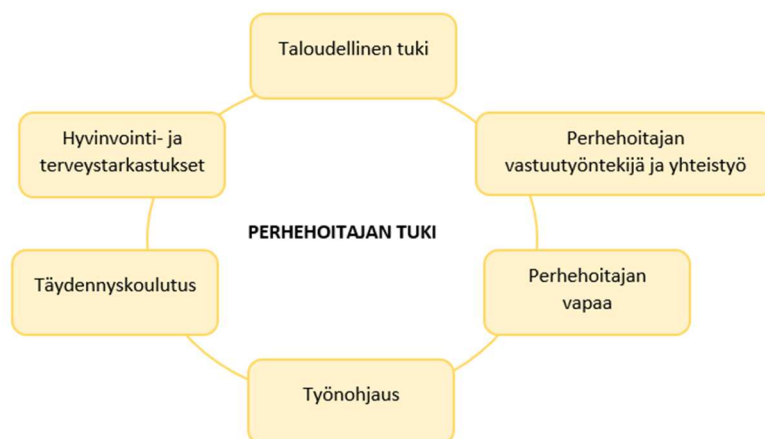 Taloudellinen tuki
Hyvinvointi- ja
terveystarkastukset
Perhehoitajan
vastuutyöntekijä ja yhteistyö
PERHEHOITAJAN TUKI
Täydennyskoulutus
Perhehoitajan
vapaa
Työnohjaus